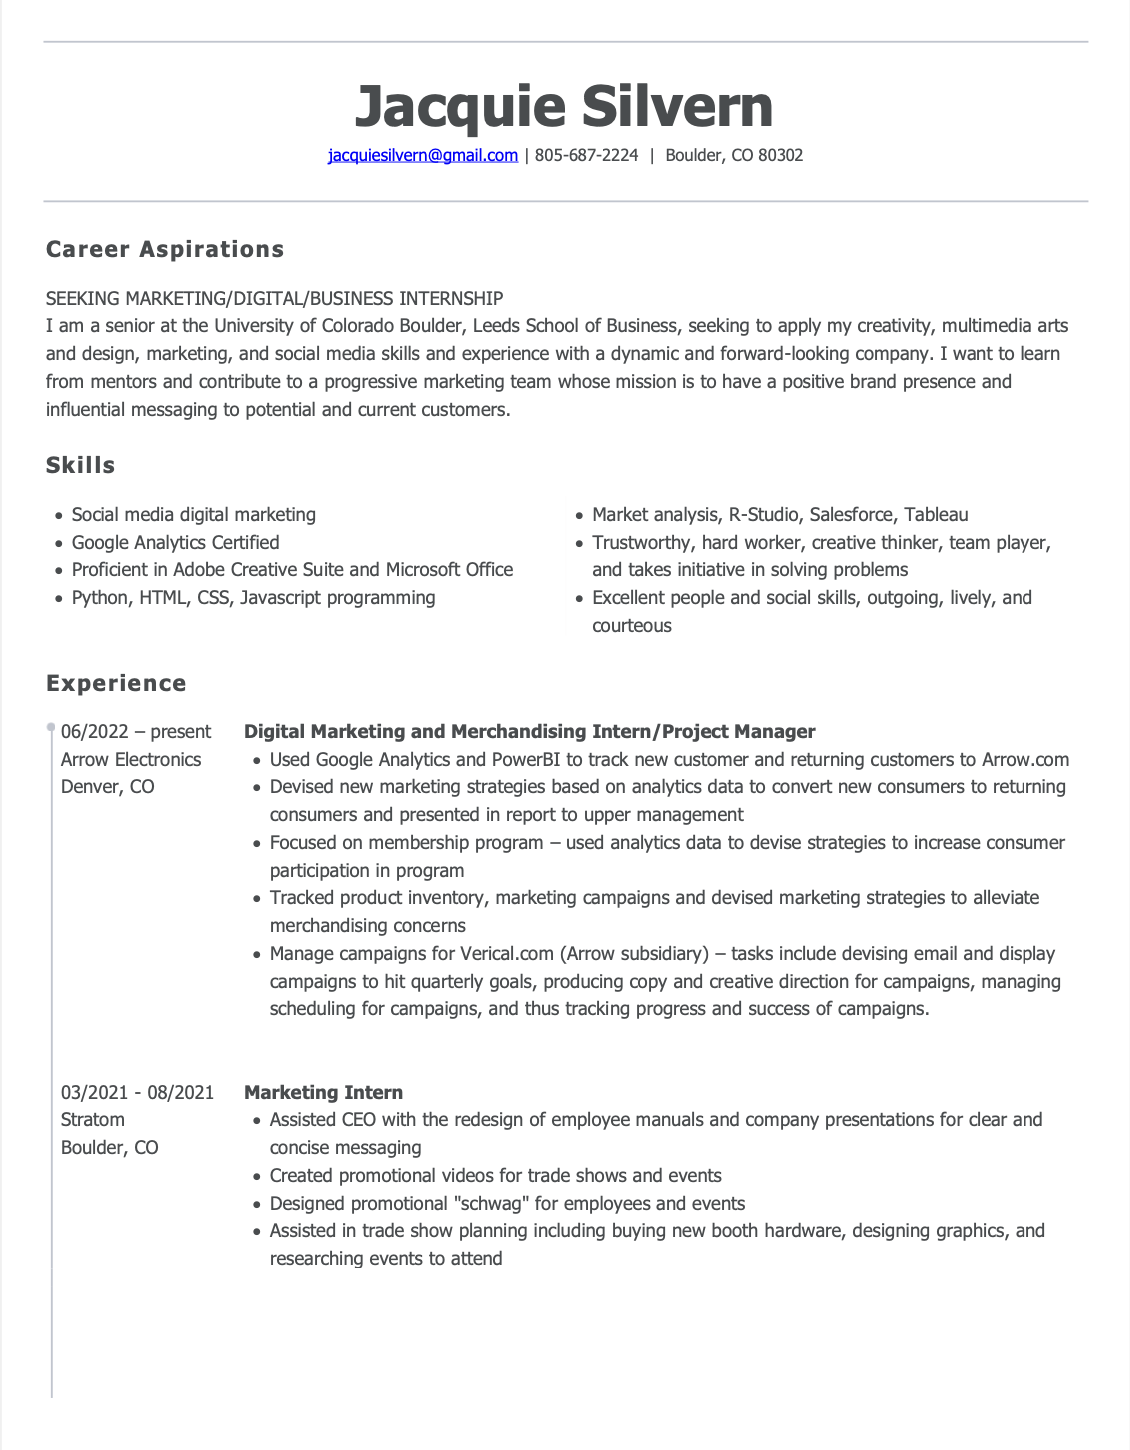 Jacquie Silvern
jacquiesilvern@gmail.com | 805-687-2224 | Boulder, CO 80302
Career Aspirations
SEEKING MARKETING/DIGITAL/BUSINESS INTERNSHIP
I am a senior at the University of Colorado Boulder, Leeds School of Business, seeking to apply my creativity, multimedia arts
and design, marketing, and social media skills and experience with a dynamic and forward-looking company. I want to learn
from mentors and contribute to a progressive marketing team whose mission is to have a positive brand presence and
influential messaging to potential and current customers.
Skills
• Social media digital marketing
• Google Analytics Certified
• Proficient in Adobe Creative Suite and Microsoft Office
• Python, HTML, CSS, Javascript programming
• Market analysis, R-Studio, Salesforce, Tableau
• Trustworthy, hard worker, creative thinker, team player,
and takes initiative in solving problems
• Excellent people and social skills, outgoing, lively, and
courteous
Experience
06/2022 – present
Arrow Electronics
Denver, CO
Digital Marketing and Merchandising Intern/Project Manager
• Used Google Analytics and PowerBI to track new customer and returning customers to Arrow.com
• Devised new marketing strategies based on analytics data to convert new consumers to returning
consumers and presented in report to upper management
• Focused on membership program – used analytics data to devise strategies to increase consumer
participation in program
• Tracked product inventory, marketing campaigns and devised marketing strategies to alleviate
merchandising concerns
• Manage campaigns for Verical.com (Arrow subsidiary) – tasks include devising email and display
campaigns to hit quarterly goals, producing copy and creative direction for campaigns, managing
scheduling for campaigns, and thus tracking progress and success of campaigns.
03/2021 - 08/2021
Stratom
Boulder, CO
Marketing Intern
• Assisted CEO with the redesign of employee manuals and company presentations for clear and
concise messaging
• Created promotional videos for trade shows and events
• Designed promotional "schwag" for employees and events
• Assisted in trade show planning including buying new booth hardware, designing graphics, and
researching events to attend